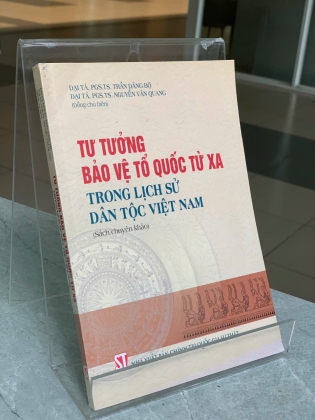 ĐẠI TÁ, PGS.TS. TRẦN ĐĂNG BỘ
ĐẠI TÁ, PGS.TS. NGUYỄN VĂN QUANG
(Đồng chủ biên)
TƯ TƯỞNG
BẢO VỆ TỔ QUỐC TỪ XA
TRONG LỊCH SỬ
DÂN TỘC VIỆT NAM
(Sách chuyên khảo)
ST